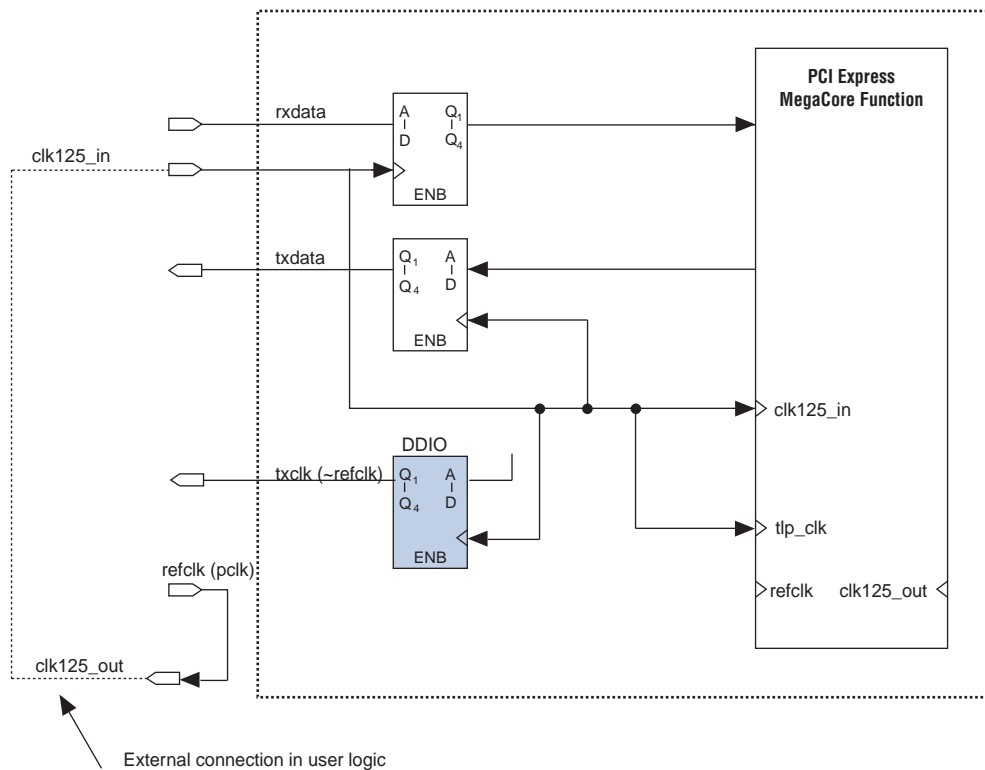 PCI Express
MegaCore Function
rxdata
A
D
Q1
Q4
ENB
clk125_in
txdata
Q1
Q4
A
D
ENB
clk125_in
DDIO
txclk (~refclk)
Q1
Q4
A
D
ENB
tlp_clk
refclk (pclk)
refclk
clk125_out
clk125_out
External connection in user logic